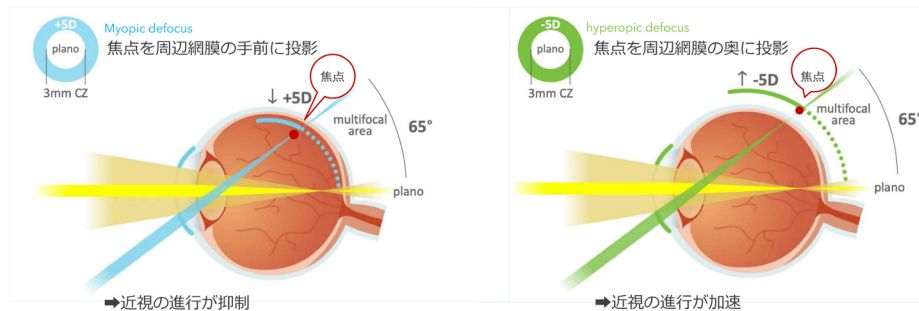 +5D
plano
3mm CZ
Myopic defocus
焦点を周辺網膜の手前に投影
焦点
↓ +5D
multifocal
area
65°
plano
➡近視の進行が抑制
-5D
plano
3mm CZ
hyperopic defocus
焦点を周辺網膜の奥に投影
焦点
↑ -5D
multifocal
area
65°
plano
➡近視の進行が加速